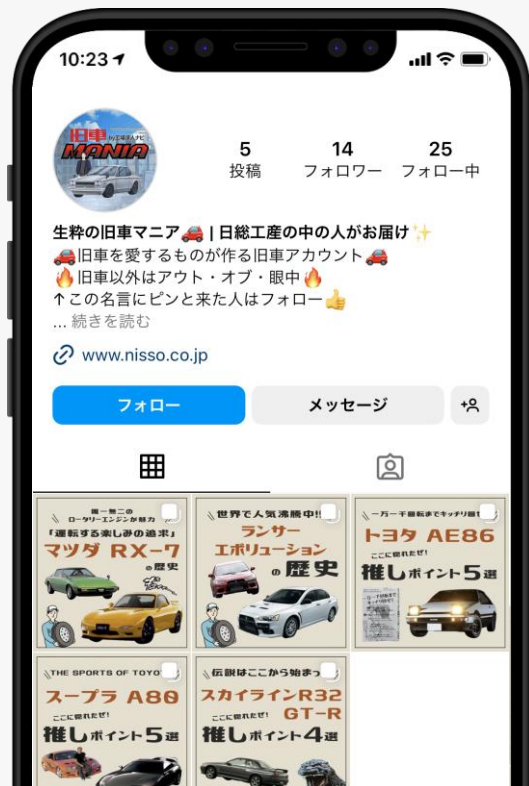 10:23
旧車 by工場求人ナビ
MANIA
5
投稿
14
フォロワー
25
フォロー中
生粋の旧車マニア🚗 | 日総工産の中の人がお届け✨
🚗旧車を愛するものが作る旧車アカウント🚗
🔥旧車以外はアウト・オブ・眼中🔥
↑この名言にピンと来た人はフォロー👍
... 続きを読む
www.nisso.co.jp
フォロー
メッセージ
唯一無二の
ロータリーエンジンが魅力
「運転する楽しみの追求」
マツダ RX-7
の歴史
世界で人気沸騰中!!
ランサー
エボリューション
の歴史
一万一千回転までキッチリ回
トヨタ AE86
ここに惚れたぜ!
推しポイント5選
THE SPORTS OF TOYO
スープラ A80
ここに惚れたぜ!
推しポイント5選
伝説はここから始まっ
スカイラインR32
GT-R
ここに惚れたぜ!
推しポイント4選